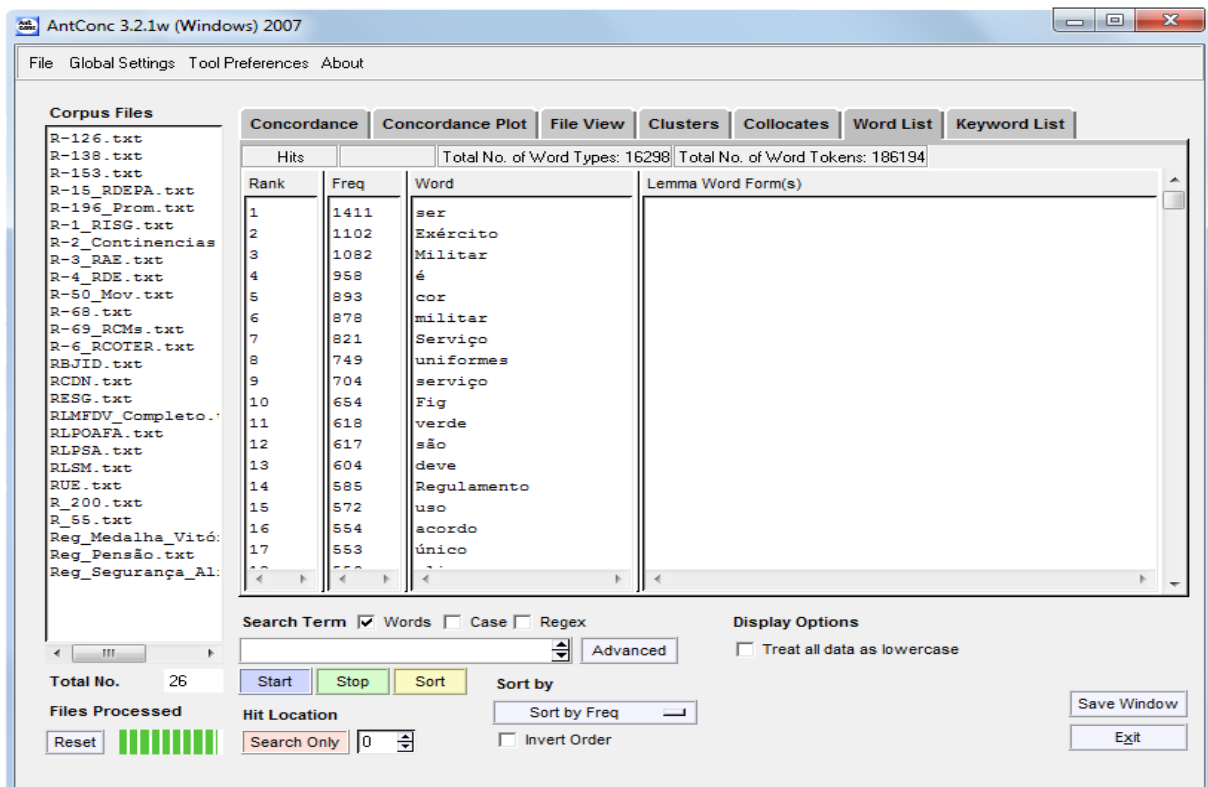 AntConc 3.2.1w (Windows) 2007
File Global Settings Tool Preferences About
Corpus Files
R-126.txt
R-138.txt
R-153.txt
R-15_RDEPA.txt
R-196_Prom.txt
R-1_RISG.txt
R-2_Continencias
R-3_RAE.txt
R-4_RDE.txt
R-50_Mov.txt
R-68.txt
R-69_RCMs.txt
R-6_RCOTER.txt
RBJID.txt
RCDN.txt
RESG.txt
RLMFDV_Completo.
RLPOAFA.txt
RLPSA.txt
RLSM.txt
RUE.txt
R_200.txt
R_55.txt
Reg_Medalha_Vitó
Reg_Pensão.txt
Reg_Segurança_Al
Total No. 26
Files Processed
Reset
Concordance Concordance Plot File View Clusters Collocates Word List Keyword List
Hits Total No. of Word Types: 16298 Total No. of Word Tokens: 186194
Rank Freq Word Lemma Word Form(s)
1 1411 ser
2 1102 Exército
3 1082 Militar
4 958 é
5 893 cor
6 878 militar
7 821 Serviço
8 749 uniformes
9 704 serviço
10 654 Fig
11 618 verde
12 617 são
13 604 deve
14 585 Regulamento
15 572 uso
16 554 acordo
17 553 único
Search Term Words Case Regex
Advanced
Start Stop Sort
Hit Location
Search Only 0
Sort by
Sort by Freq
Invert Order
Display Options
Treat all data as lowercase
Save Window
Exit